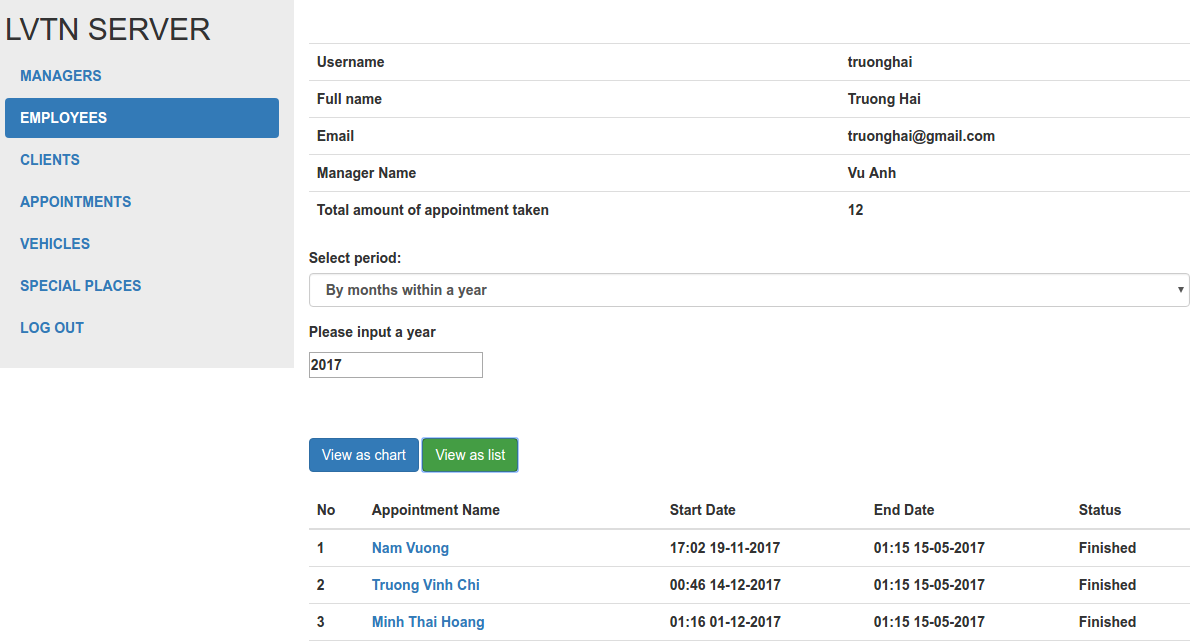 LVTN SERVER
MANAGERS
EMPLOYEES
CLIENTS
APPOINTMENTS
VEHICLES
SPECIAL PLACES
LOG OUT
Username truonghai
Full name Truong Hai
Email truonghai@gmail.com
Manager Name Vu Anh
Total amount of appointment taken 12
Select period:
By months within a year
Please input a year
2017
View as chart View as list
No Appointment Name Start Date End Date Status
1 Nam Vuong 17:02 19-11-2017 01:15 15-05-2017 Finished
2 Truong Vinh Chi 00:46 14-12-2017 01:15 15-05-2017 Finished
3 Minh Thai Hoang 01:16 01-12-2017 01:15 15-05-2017 Finished